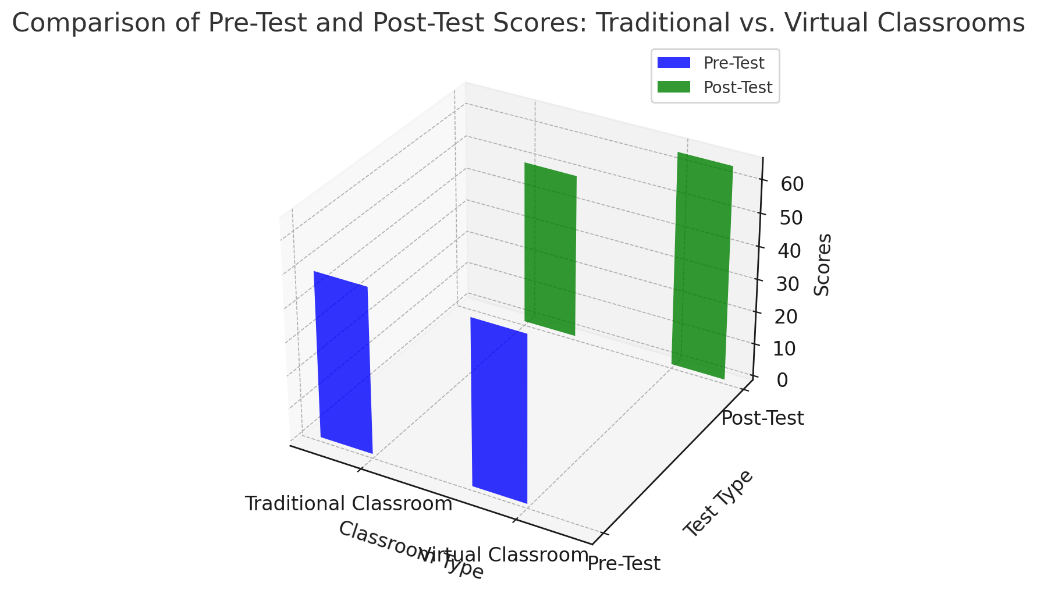 Comparison of Pre-Test and Post-Test Scores: Traditional vs. Virtual Classrooms
Pre-Test
Post-Test
60
50
40
30
20
10
0
Scores
Post-Test
Test Type
Pre-Test
Traditional Classroom
Virtual Classroom
Classroom Type